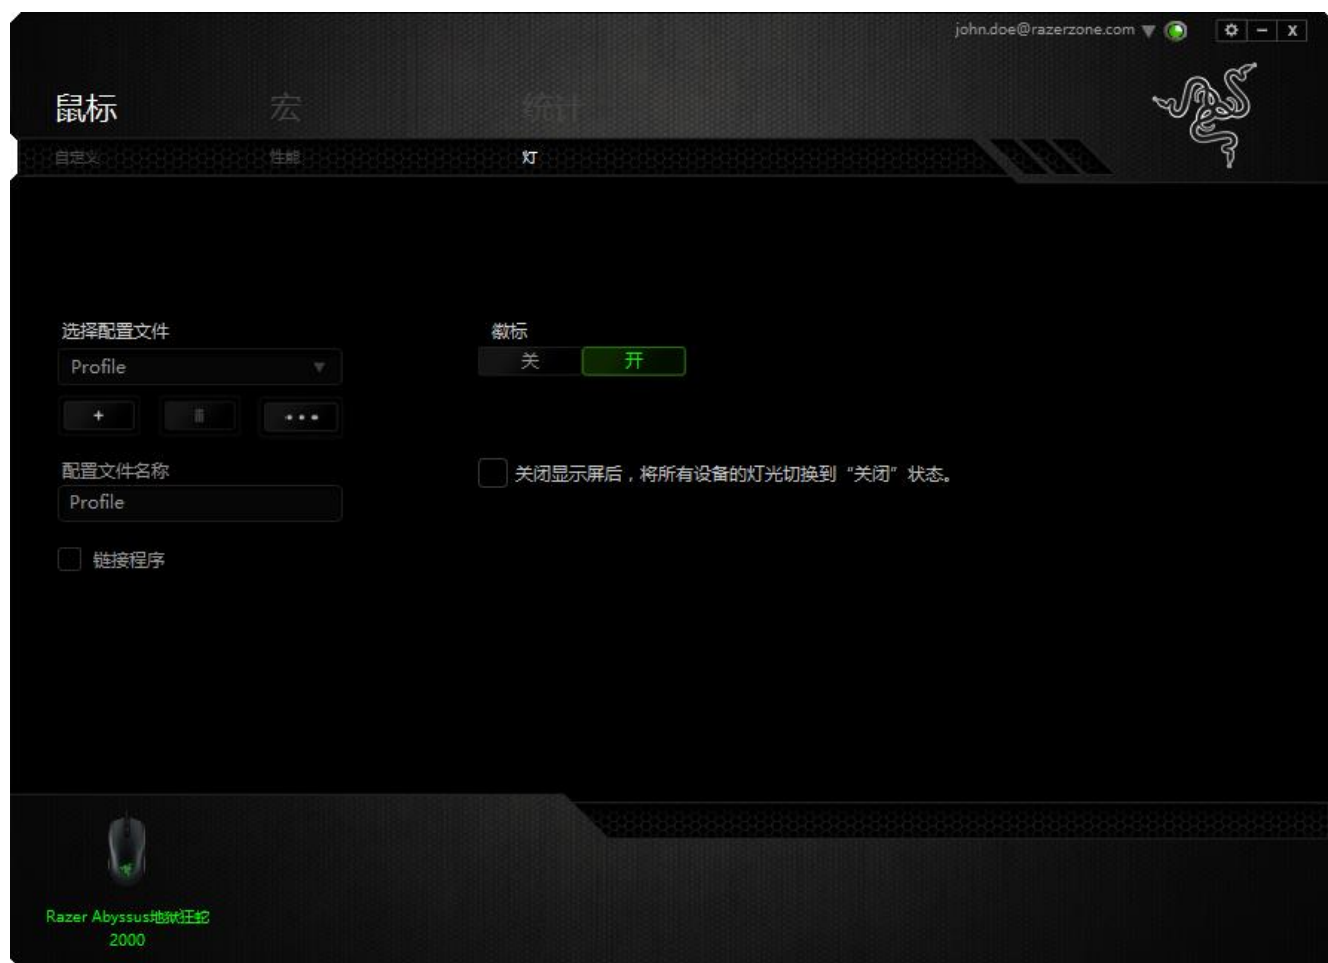 john.doe@razerzone.com
鼠标 宏 统计
自定义 性能 灯
选择配置文件
Profile
配置文件名称
Profile
链接程序
徽标
关 开
关闭显示屏后，将所有设备的灯光切换到“关闭”状态。
Razer Abyssus地狱狂蛇
2000